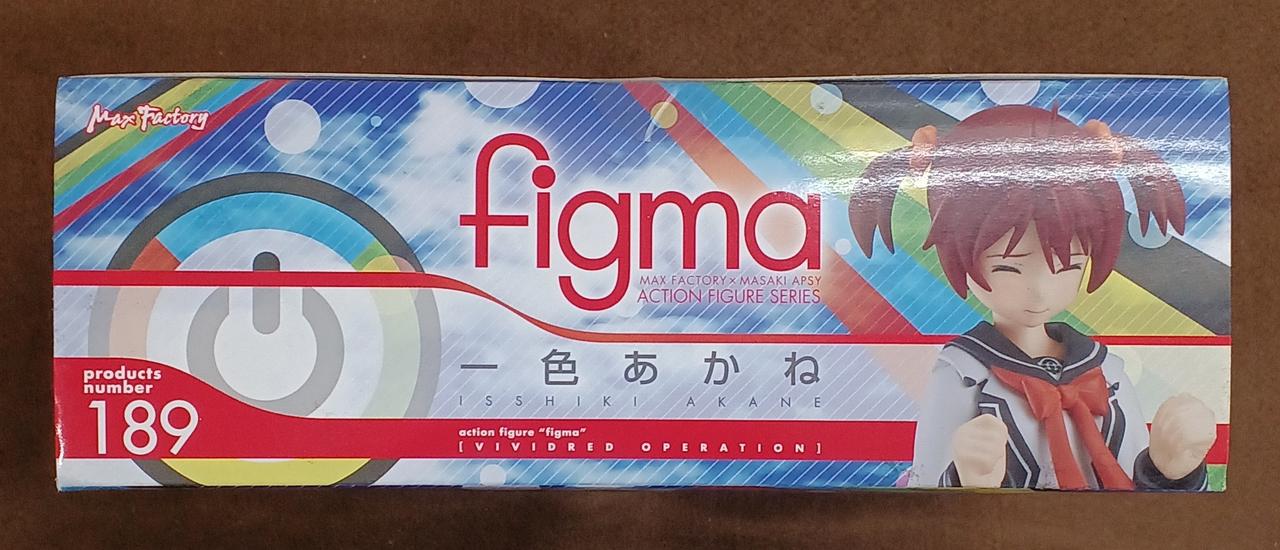 Max Factory
figma
MAX FACTORY × MASAKI APSY
ACTION FIGURE SERIES
一色あかね
ISSHIKI AKANE
products
number
189
action figure "figma"
[VIVIDRED OPERATION]